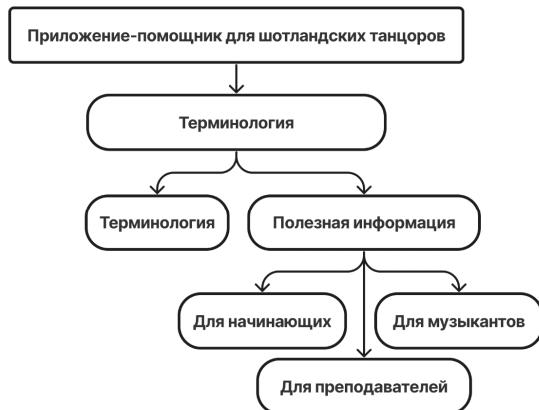 Приложение-помощник для шотландских танцоров
Терминология
Терминология
Полезная информация
Для начинающих
Для музыкантов
Для преподавателей